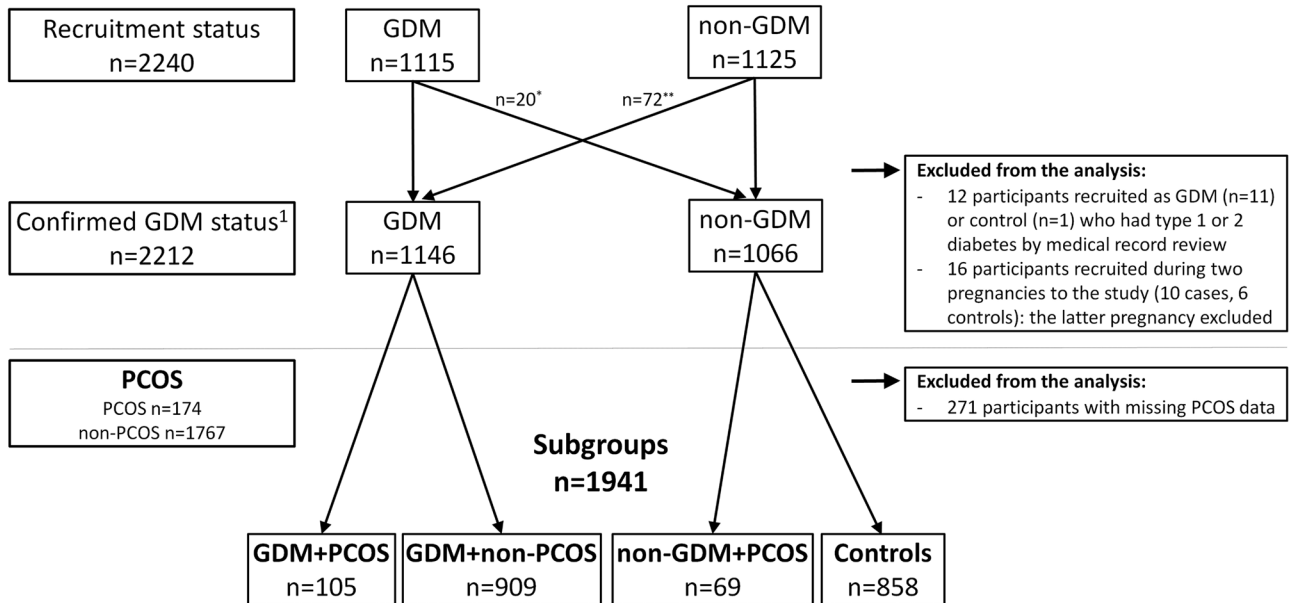 Recruitment status
n=2240
GDM
n=1115
non-GDM
n=1125
n=20*
n=72**
Confirmed GDM status¹
n=2212
GDM
n=1146
non-GDM
n=1066
Excluded from the analysis:
- 12 participants recruited as GDM (n=11)
or control (n=1) who had type 1 or 2
diabetes by medical record review
- 16 participants recruited during two
pregnancies to the study (10 cases, 6
controls): the latter pregnancy excluded
PCOS
PCOS n=174
non-PCOS n=1767
Excluded from the analysis:
- 271 participants with missing PCOS data
Subgroups
n=1941
GDM+PCOS
n=105
GDM+non-PCOS
n=909
non-GDM+PCOS
n=69
Controls
n=858